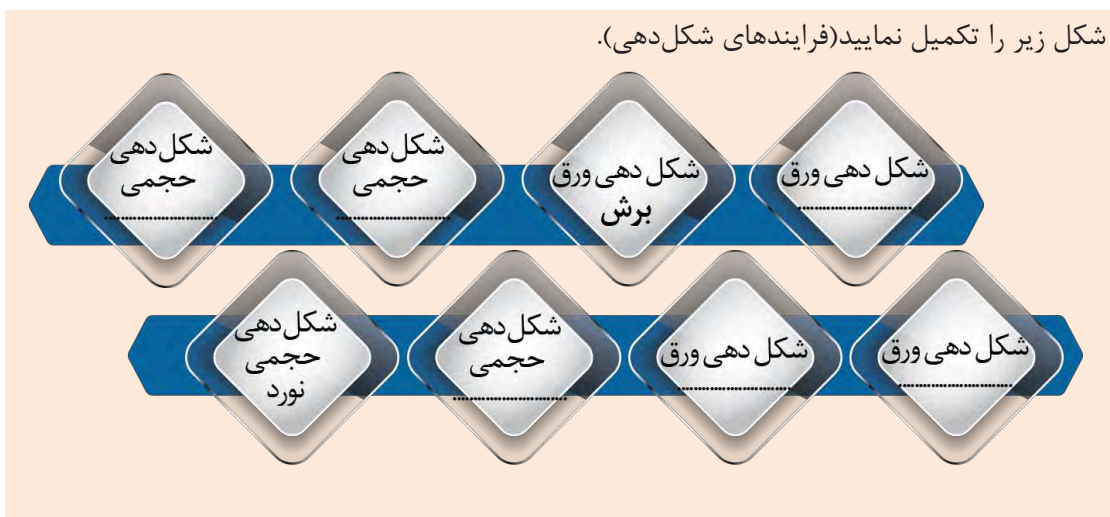 شکل زیر را تکمیل نمایید(فرایندهای شکل‌دهی).
شکل دهی ورق
........................
شکل دهی ورق
برش
شکل‌دهی
حجمی
........................
شکل‌دهی
حجمی
........................
شکل دهی ورق
........................
شکل دهی ورق
........................
شکل‌دهی
حجمی
........................
شکل‌دهی
حجمی
نورد